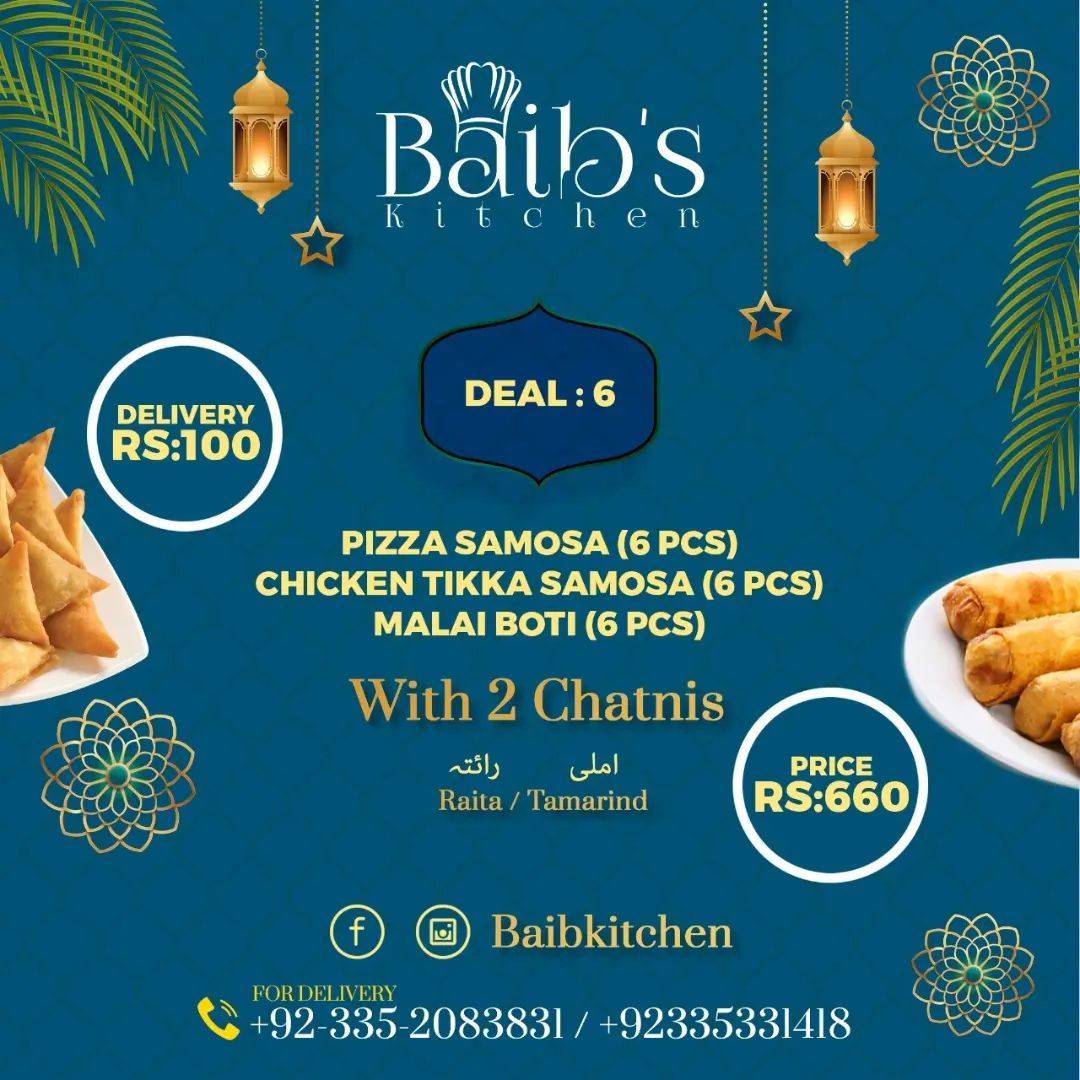 Baib's
Kitchen
DEAL : 6
DELIVERY
RS:100
PIZZA SAMOSA (6 PCS)
CHICKEN TIKKA SAMOSA (6 PCS)
MALAI BOTI (6 PCS)
With 2 Chatnis
املی رائتہ
Raita / Tamarind
PRICE
RS:660
Baibkitchen
FOR DELIVERY
+92-335-2083831 / +92335331418